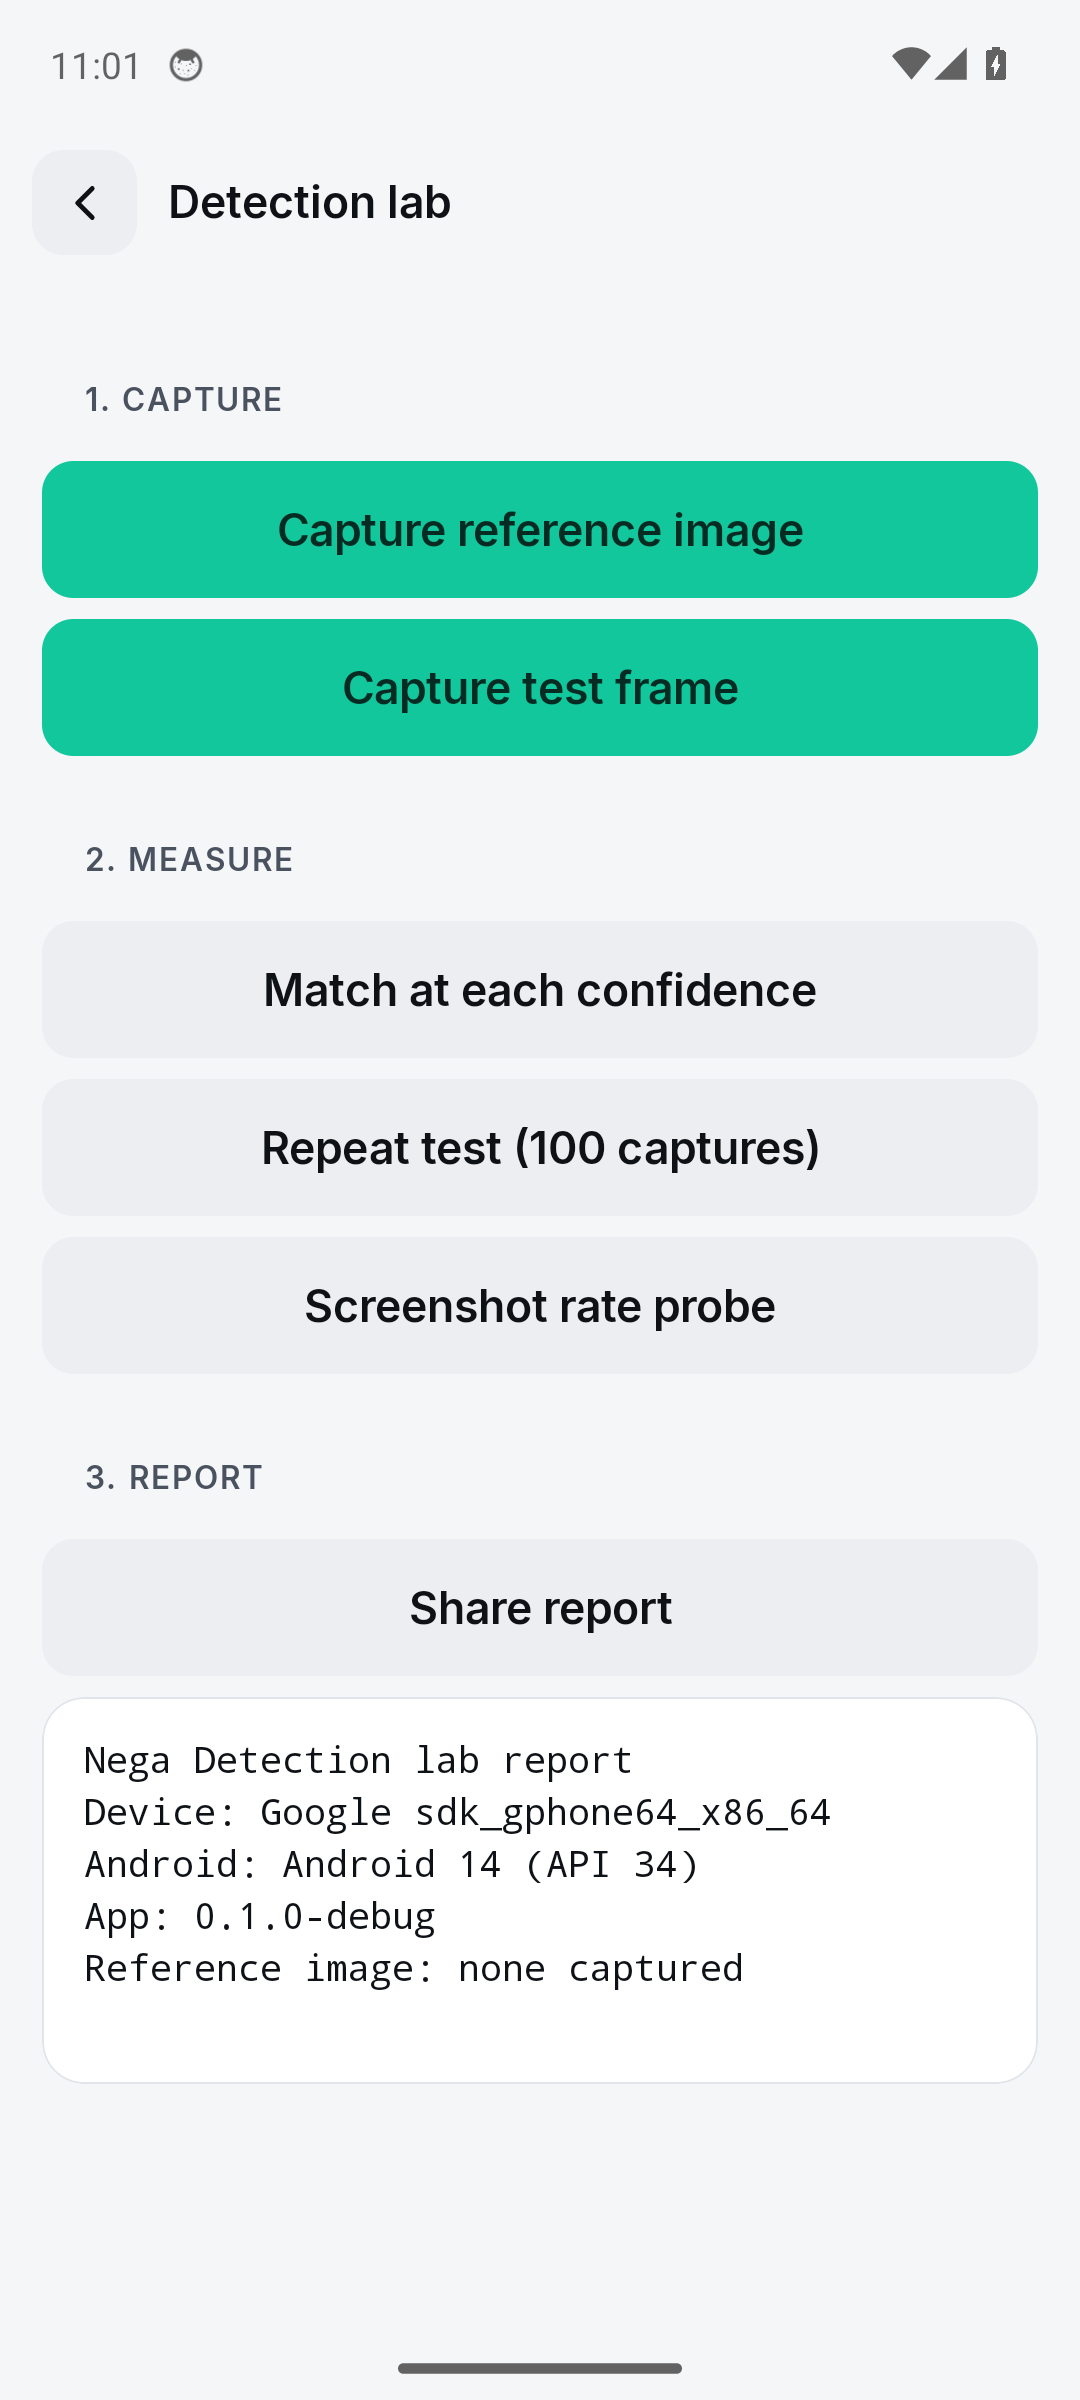 11:01
Detection lab
1. CAPTURE
Capture reference image
Capture test frame
2. MEASURE
Match at each confidence
Repeat test (100 captures)
Screenshot rate probe
3. REPORT
Share report
Nega Detection lab report
Device: Google sdk_gphone64_x86_64
Android: Android 14 (API 34)
App: 0.1.0-debug
Reference image: none captured